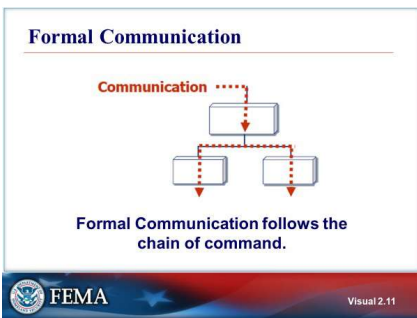 Formal Communication
Communication
Formal Communication follows the
chain of command.
FEMA
Visual 2.11